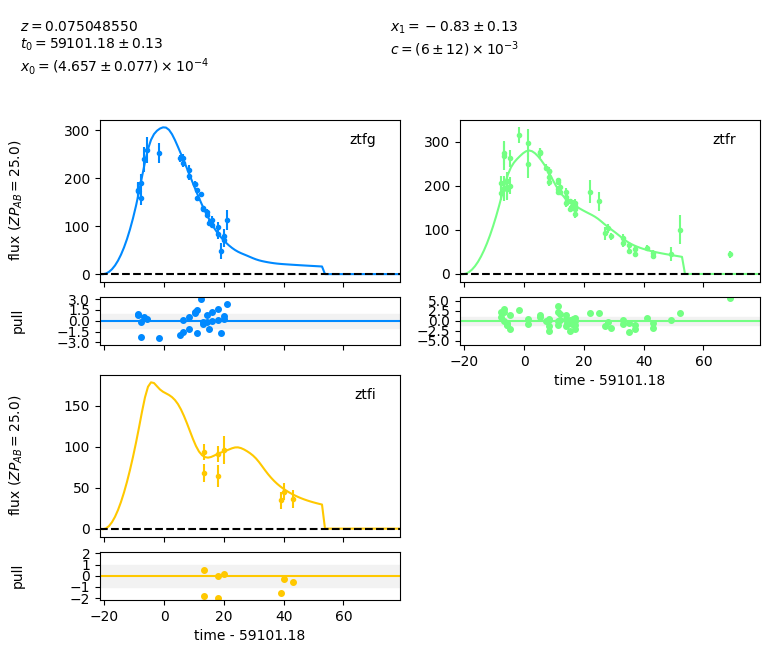 z = 0.075048550
t₀ = 59101.18 ± 0.13
x₀ = (4.657 ± 0.077) × 10⁻⁴
x₁ = −0.83 ± 0.13
c = (6 ± 12) × 10⁻³
ztfg
flux (ZP_AB = 25.0)
300
200
100
0
pull
3.0
1.5
0.0
−1.5
−3.0
ztfr
300
200
100
0
5.0
2.5
0.0
−2.5
−5.0
−20
0
20
40
60
time - 59101.18
ztfi
flux (ZP_AB = 25.0)
150
100
50
0
pull
2
1
0
−1
−2
−20
0
20
40
60
time - 59101.18